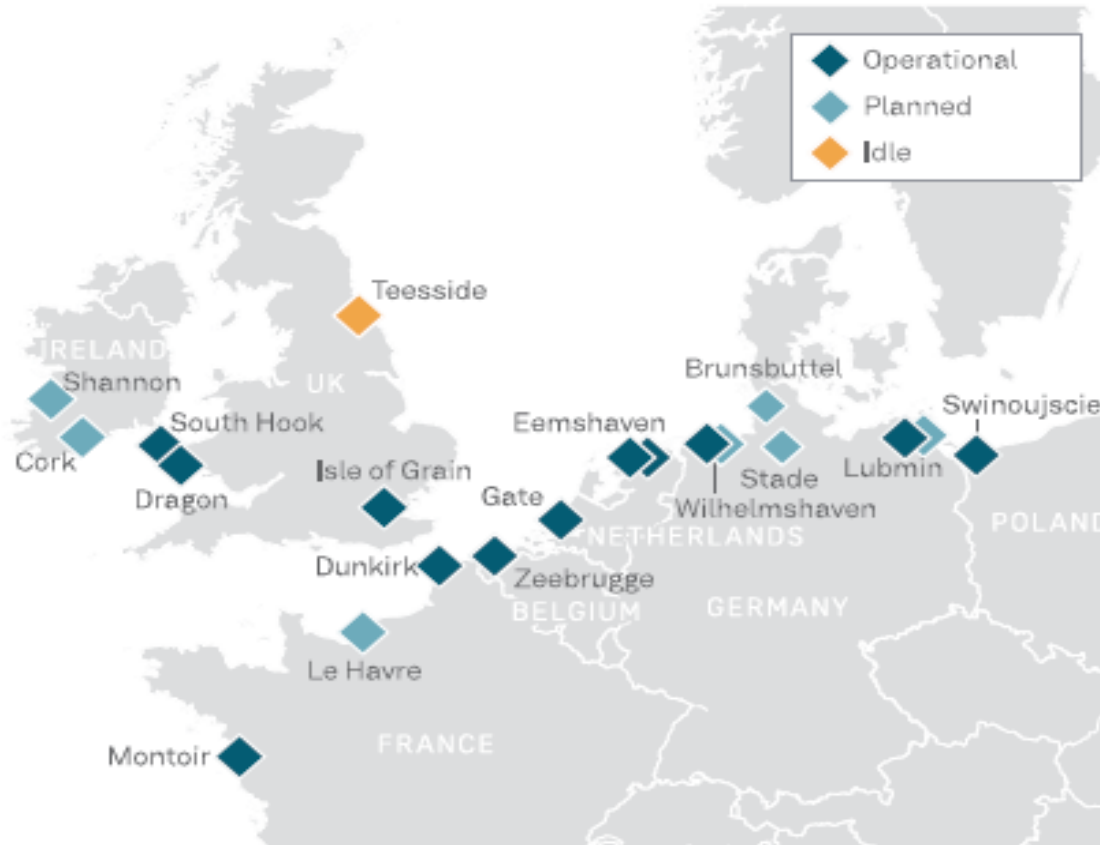 Operational
Planned
Idle
Teesside
IRELAND
Shannon
UK
Brunsbuttel
South Hook
Eemshaven
Swinoujscie
Cork
Isle of Grain
Lubmin
Dragon
Gate
Stade
Wilhelmshaven
NETHERLANDS
POLAND
Dunkirk
Zeebrugge
BELGIUM
GERMANY
Le Havre
FRANCE
Montoir